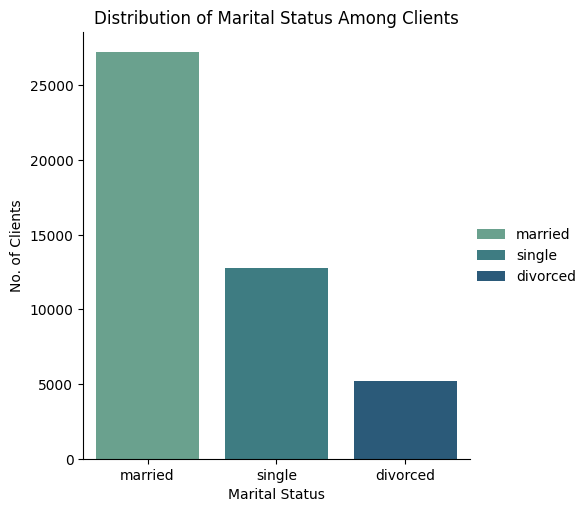 Distribution of Marital Status Among Clients
25000
20000
15000
10000
5000
0
No. of Clients
married
single
divorced
Marital Status
married
single
divorced